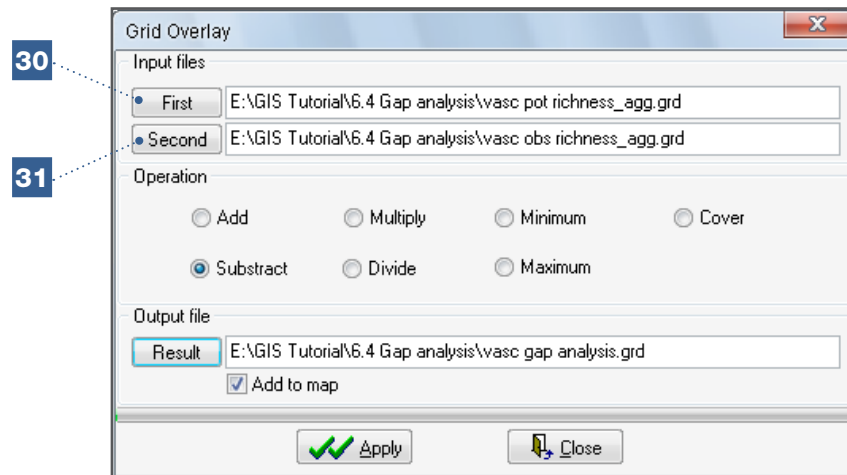 Grid Overlay
X
Input files
30
First E:\GIS Tutorial\6.4 Gap analysis\vasc pot richness_agg.grd
Second E:\GIS Tutorial\6.4 Gap analysis\vasc obs richness_agg.grd
31
Operation
Add Multiply Minimum Cover
Substract Divide Maximum
Output file
Result E:\GIS Tutorial\6.4 Gap analysis\vasc gap analysis.grd
Add to map
Apply Close